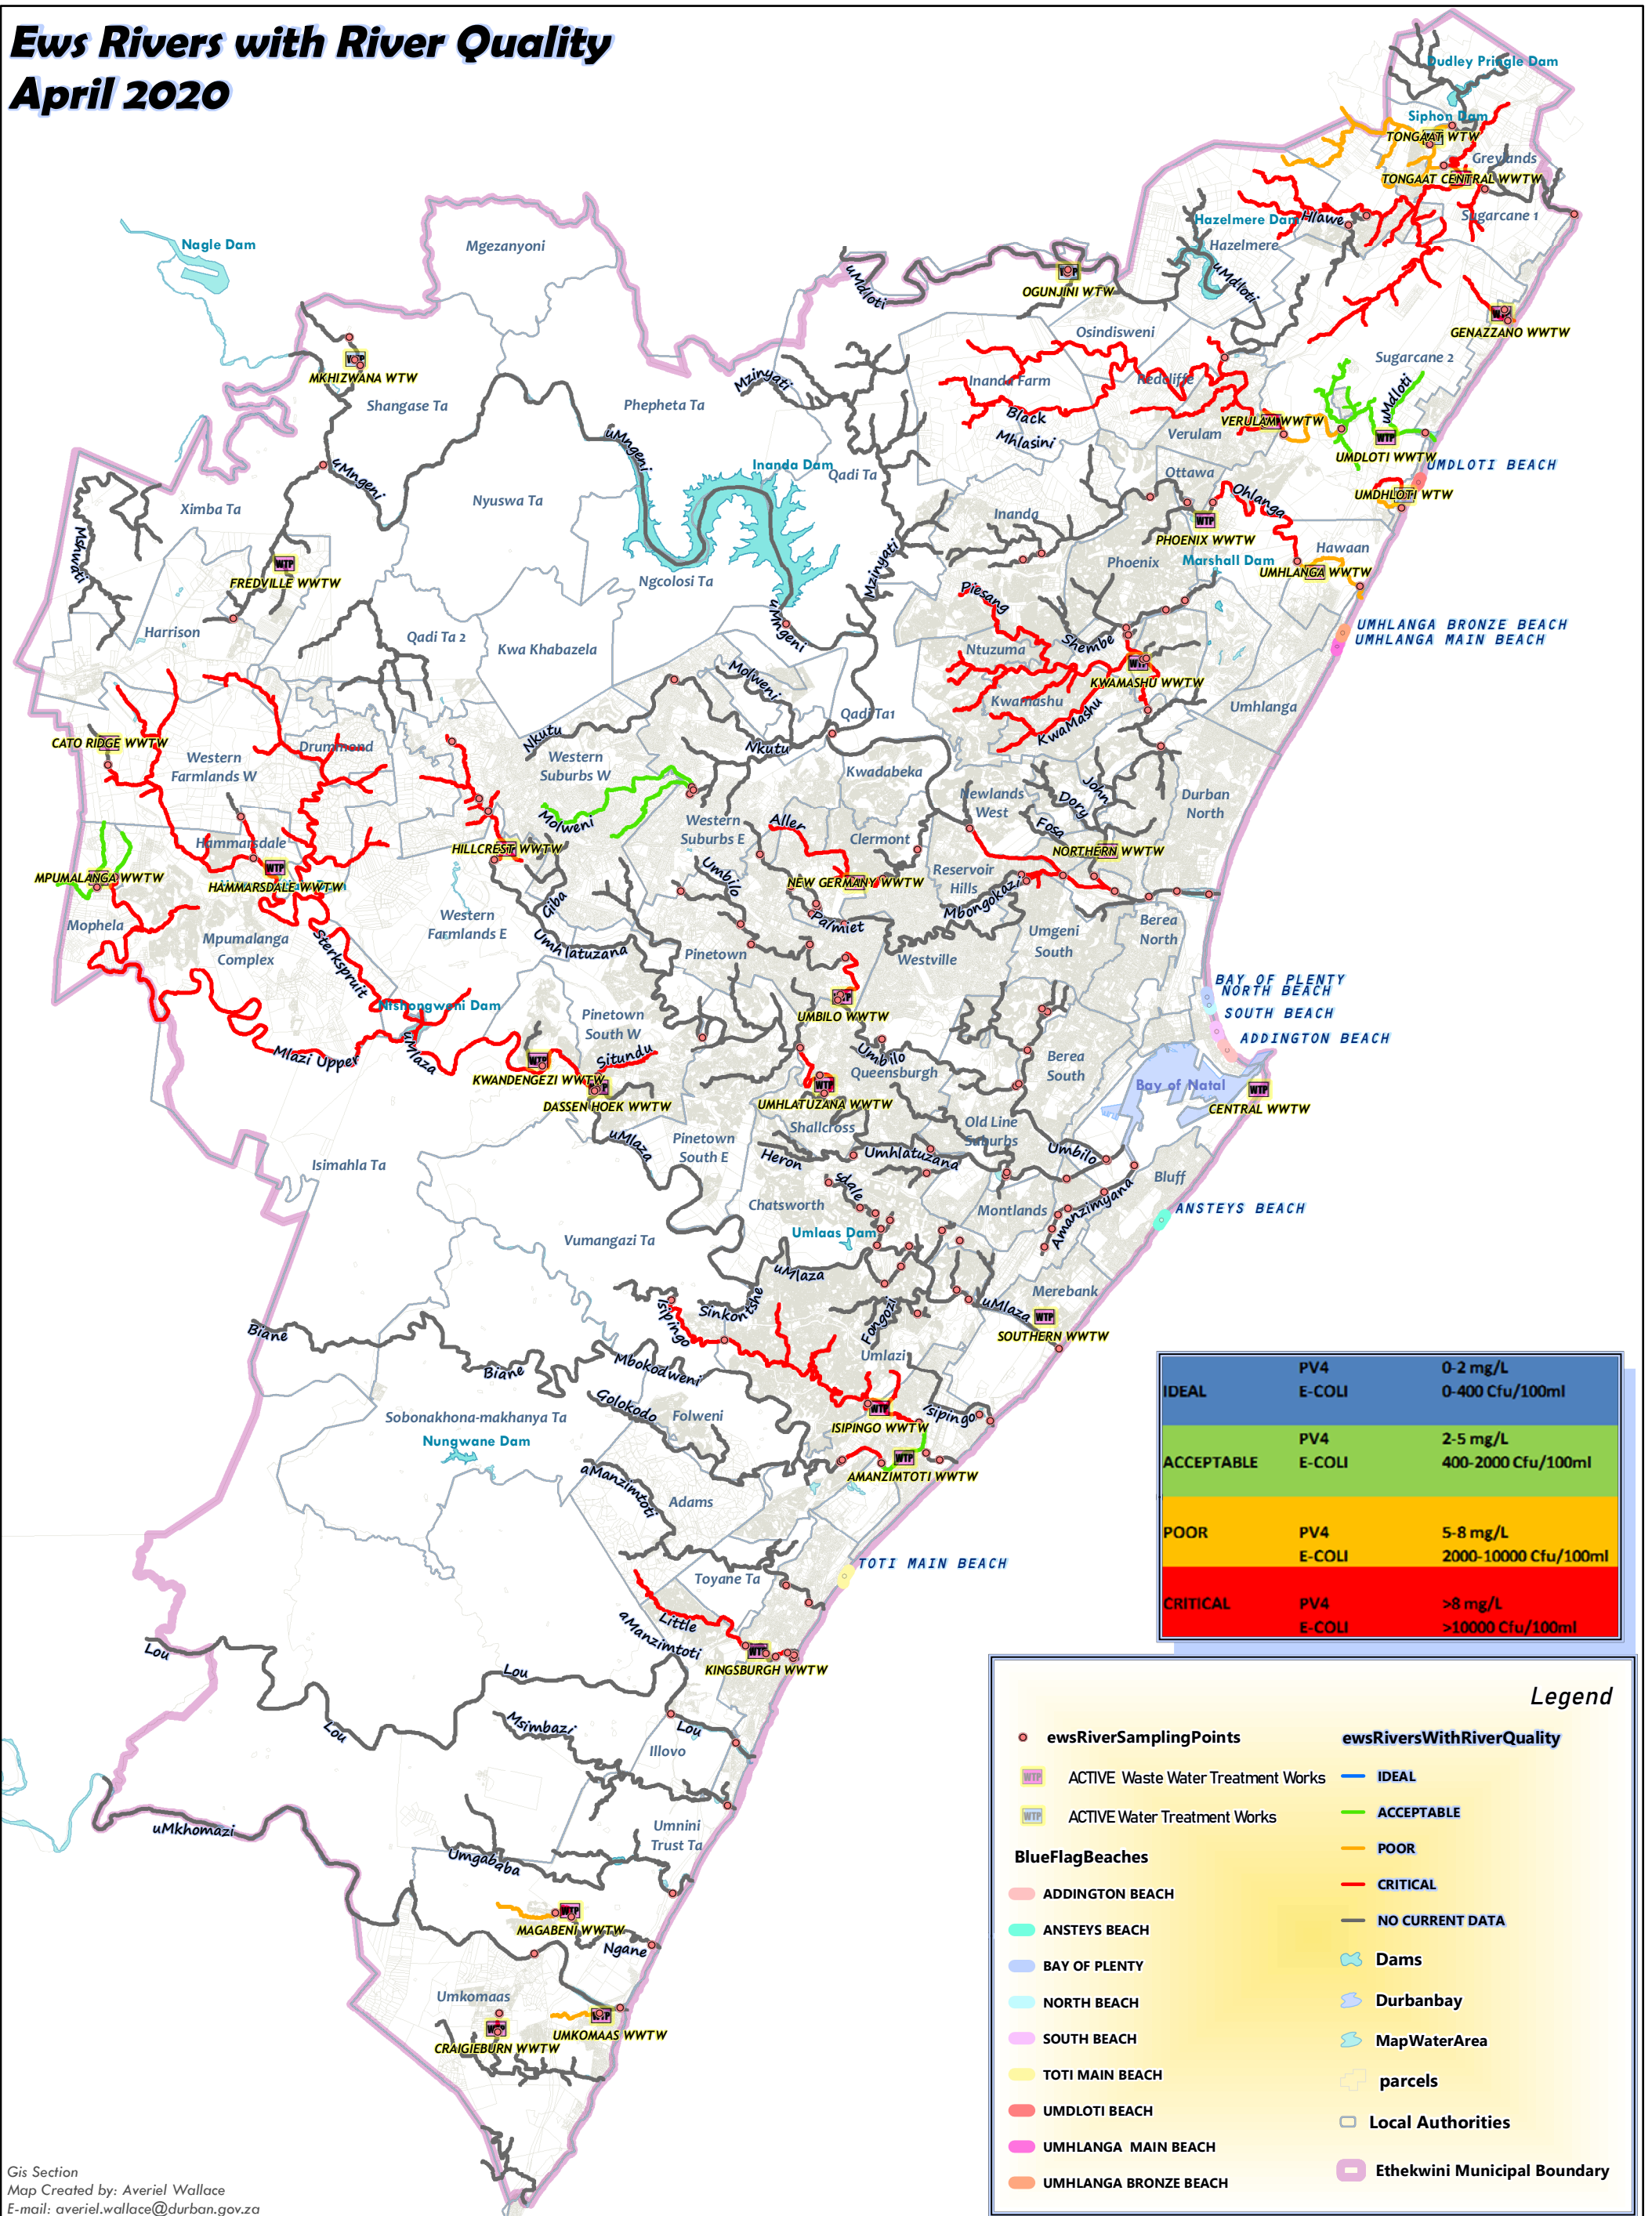 Ews Rivers with River Quality
April 2020
Dudley Pringle Dam
Siphon Dam
TONGAAT WTW
Greylands
TONGAAT CENTRAL WWTW
Hlawe
Sugarcane 1
Hazelmere Dam
Hazelmere
uMdloti
Nagle Dam
Mgezanyoni
uMdloti
OGUNJINI WTW
GENAZZANO WWTW
Osindisweni
Sugarcane 2
MKHIZWANA WTW
Shangase Ta
Phepheta Ta
Mzinyati
Inanda Farm
Redcliffe
uMdloti
Black
Mhlasini
VERULAM WWTW
Verulam
UMDLOTI WWTW
UMDLOTI BEACH
uMngeni
uMngeni
Inanda Dam
Qadi Ta
Ottawa
Ohlanga
UMDHLOTI WTW
Ximba Ta
Nyuswa Ta
Inanda
PHOENIX WWTW
Hawaan
Mshwati
FREDVILLE WWTW
Ngcolosi Ta
Mzinyati
Phoenix
Marshall Dam
UMHLANGA WWTW
Piesang
uMngeni
Harrison
Qadi Ta 2
Kwa Khabazela
Shembe
Ntuzuma
UMHLANGA BRONZE BEACH
UMHLANGA MAIN BEACH
Molweni
KWAMASHU WWTW
Kwamashu
KwaMashu
Umhlanga
Qadi Ta1
Nkutu
Nkutu
CATO RIDGE WWTW
Drummond
Western
Farmlands W
Western
Suburbs W
Kwadabeka
Newlands
West
John
Dory
Fosa
Durban
North
Molweni
Western
Suburbs E
Aller
Clermont
Hammarsdale
HILLCREST WWTW
NORTHERN WWTW
MPUMALANGA WWTW
HAMMARSDALE WWTW
Umbilo
NEW GERMANY WWTW
Reservoir
Hills
Mbongokozi
Giba
Palmiet
Mophela
Western
Farmlands E
Umhlatuzana
Umgeni
South
Berea
North
Mpumalanga
Complex
Sterkspruit
Pinetown
Westville
Ntshongweni Dam
BAY OF PLENTY
NORTH BEACH
SOUTH BEACH
ADDINGTON BEACH
Pinetown
South W
UMBILO WWTW
Mlazi Upper
uMlaza
Situndu
Umbilo
Queensburgh
Berea
South
KWANDENGEZI WWTW
DASSEN HOEK WWTW
UMHLATUZANA WWTW
Bay of Natal
CENTRAL WWTW
Shallcross
Old Line
Suburbs
uMlaza
Pinetown
South E
Heron
sdale
Umhlatuzana
Umbilo
Isimahla Ta
Bluff
Chatsworth
Montlands
Amanzimyana
ANSTEYS BEACH
Vumangazi Ta
Umlaas Dam
uMlaza
Merebank
Isipingo
Sinkontshe
Fongozi
uMlaza
SOUTHERN WWTW
Umlazi
Biane
Biane
Mbokodweni
Golokodo
Folweni
Isipingo
ISIPINGO WWTW
Sobonakhona-makhanya Ta
Nungwane Dam
AMANZIMTOTI WWTW
aManzimtoti
Adams
TOTI MAIN BEACH
Toyane Ta
Little
aManzimtoti
KINGSBURGH WWTW
Lou
Lou
Lou
Msimbazi
Lou
Illovo
uMkhomazi
Umnini
Trust Ta
Umgababa
MAGABENI WWTW
Ngane
Umkomaas
UMKOMAAS WWTW
CRAIGIEBURN WWTW
PV4 0-2 mg/L
IDEAL E-COLI 0-400 Cfu/100ml
PV4 2-5 mg/L
ACCEPTABLE E-COLI 400-2000 Cfu/100ml
POOR PV4 5-8 mg/L
E-COLI 2000-10000 Cfu/100ml
CRITICAL PV4 >8 mg/L
E-COLI >10000 Cfu/100ml
Legend
ewsRiverSamplingPoints
WTP ACTIVE Waste Water Treatment Works
WTP ACTIVE Water Treatment Works
BlueFlagBeaches
ADDINGTON BEACH
ANSTEYS BEACH
BAY OF PLENTY
NORTH BEACH
SOUTH BEACH
TOTI MAIN BEACH
UMDLOTI BEACH
UMHLANGA MAIN BEACH
UMHLANGA BRONZE BEACH
ewsRiversWithRiverQuality
IDEAL
ACCEPTABLE
POOR
CRITICAL
NO CURRENT DATA
Dams
Durbanbay
MapWaterArea
parcels
Local Authorities
Ethekwini Municipal Boundary
Gis Section
Map Created by: Averiel Wallace
E-mail: averiel.wallace@durban.gov.za